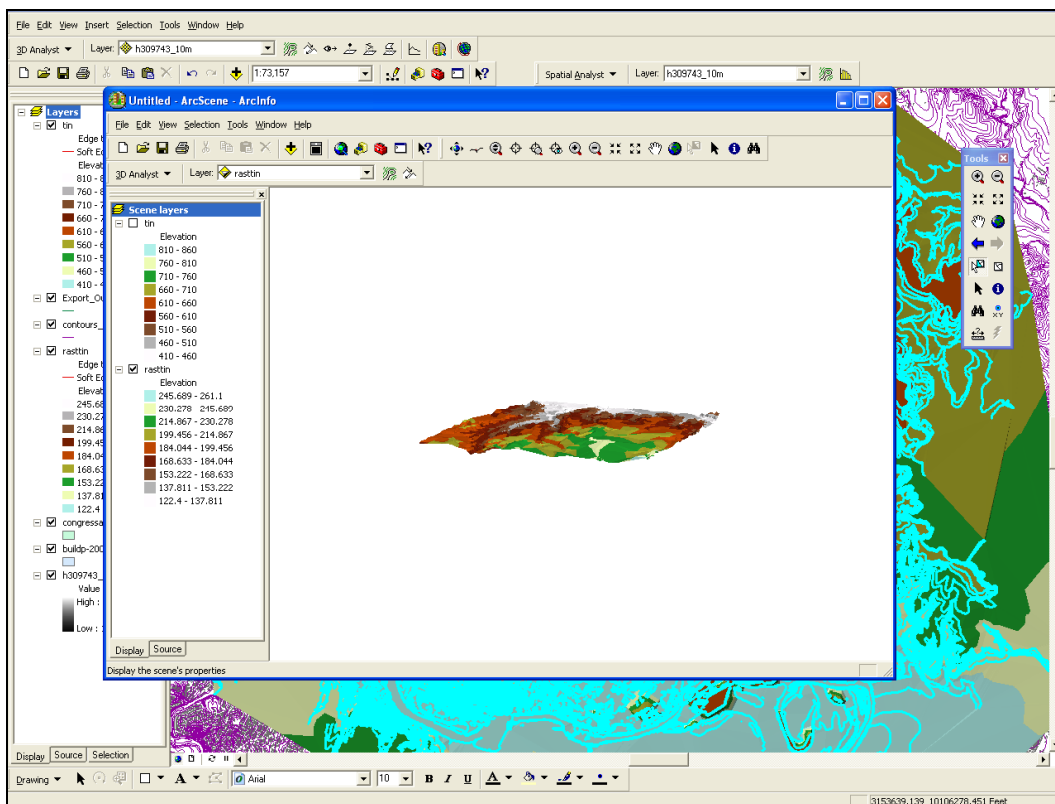 File Edit View Insert Selection Tools Window Help
3D Analyst Layer: h309743_10m
1:73,157
Spatial Analyst Layer: h309743_10m
Layers
tin
Edge t
Soft Ec
Elevat
810 - 8
760 - 8
710 - 7
660 - 7
610 - 6
560 - 6
510 - 5
460 - 5
410 - 4
Export_Ou
contours_
rasttin
Edge t
Soft Ec
Elevat
245.68
230.27
214.86
199.45
184.04
168.63
153.22
137.81
122.4 -
congressa
buildp-200
h309743_
Value
High :
Low : 1
Display Source Selection
Untitled - ArcScene - ArcInfo
File Edit View Selection Tools Window Help
3D Analyst Layer: rasttin
Scene layers
tin
Elevation
810 - 860
760 - 810
710 - 760
660 - 710
610 - 660
560 - 610
510 - 560
460 - 510
410 - 460
rasttin
Elevation
245.689 - 261.1
230.278 - 245.689
214.867 - 230.278
199.456 - 214.867
184.044 - 199.456
168.633 - 184.044
153.222 - 168.633
137.811 - 153.222
122.4 - 137.811
Display Source
Display the scene's properties
Tools
XY
Drawing A Arial 10 B I U A
3153639.139 10106278.451 Feet